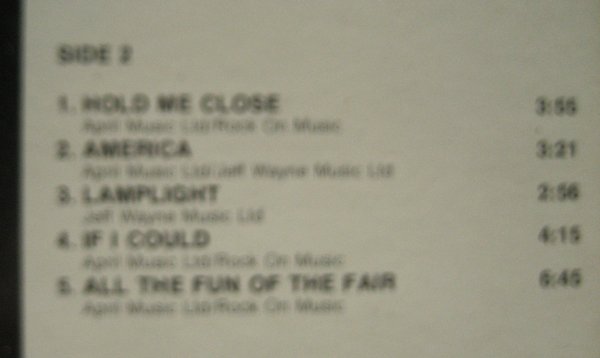 SIDE 2
1. HOLD ME CLOSE 3:55
April Music Ltd/Rock On Music
2. AMERICA 3:21
April Music Ltd/Jeff Wayne Music Ltd
3. LAMPLIGHT 2:56
Jeff Wayne Music Ltd
4. IF I COULD 4:15
April Music Ltd/Rock On Music
5. ALL THE FUN OF THE FAIR 6:45
April Music Ltd/Rock On Music